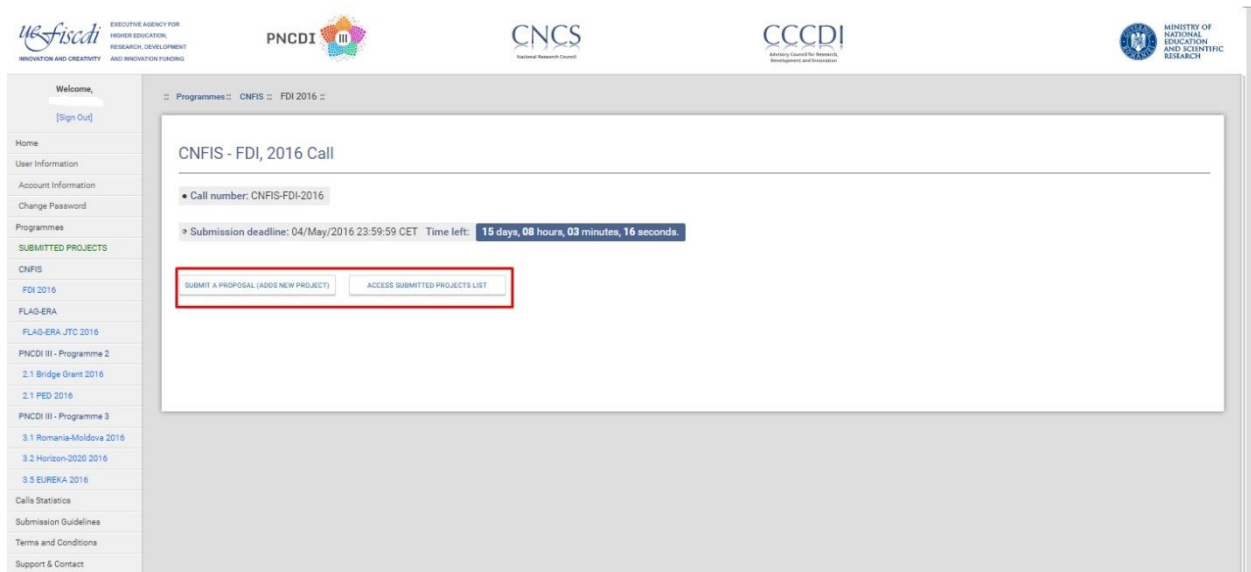 uefiscdi
INNOVATION AND CREATIVITY
EXECUTIVE AGENCY FOR
HIGHER EDUCATION,
RESEARCH, DEVELOPMENT
AND INNOVATION FUNDING
PNCDI III
CNCS
National Research Council
CCCDI
Advisory Council for Research,
Development and Innovation
MINISTRY OF
NATIONAL
EDUCATION
AND SCIENTIFIC
RESEARCH
Welcome,
[Sign Out]
Home
User Information
Account Information
Change Password
Programmes
SUBMITTED PROJECTS
CNFIS
FDI 2016
FLAG-ERA
FLAG-ERA JTC 2016
PNCDI III - Programme 2
2.1 Bridge Grant 2016
2.1 PED 2016
PNCDI III - Programme 3
3.1 Romania-Moldova 2016
3.2 Horizon-2020 2016
3.5 EUREKA 2016
Calls Statistics
Submission Guidelines
Terms and Conditions
Support & Contact
:: Programmes :: CNFIS :: FDI 2016 ::
CNFIS - FDI, 2016 Call
• Call number: CNFIS-FDI-2016
Submission deadline: 04/May/2016 23:59:59 CET Time left: 15 days, 08 hours, 03 minutes, 16 seconds.
SUBMIT A PROPOSAL (ADDS NEW PROJECT) ACCESS SUBMITTED PROJECTS LIST